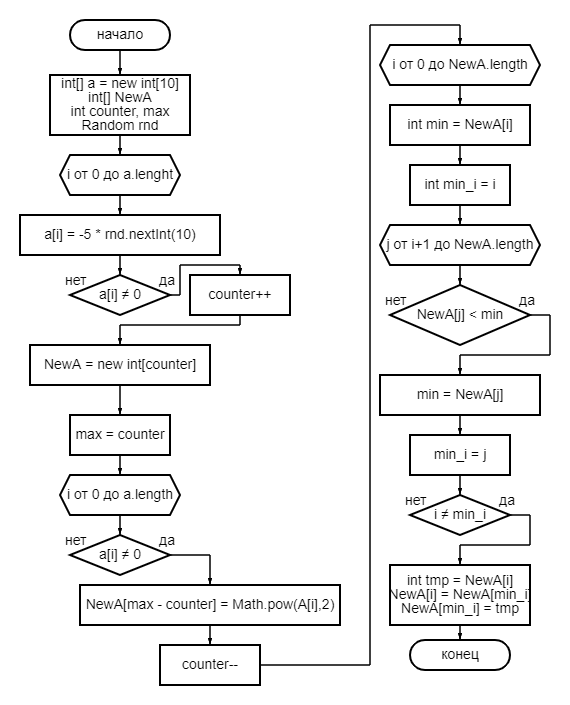 начало
int[] a = new int[10]
int[] NewA
int counter, max
Random rnd
i от 0 до a.lenght
a[i] = -5 * rnd.nextInt(10)
нет
да
a[i] ≠ 0
counter++
NewA = new int[counter]
max = counter
i от 0 до a.length
нет
да
a[i] ≠ 0
NewA[max - counter] = Math.pow(A[i],2)
counter--
i от 0 до NewA.length
int min = NewA[i]
int min_i = i
j от i+1 до NewA.length
нет
да
NewA[j] < min
min = NewA[j]
min_i = j
нет
да
i ≠ min_i
int tmp = NewA[i]
NewA[i] = NewA[min_i]
NewA[min_i] = tmp
конец